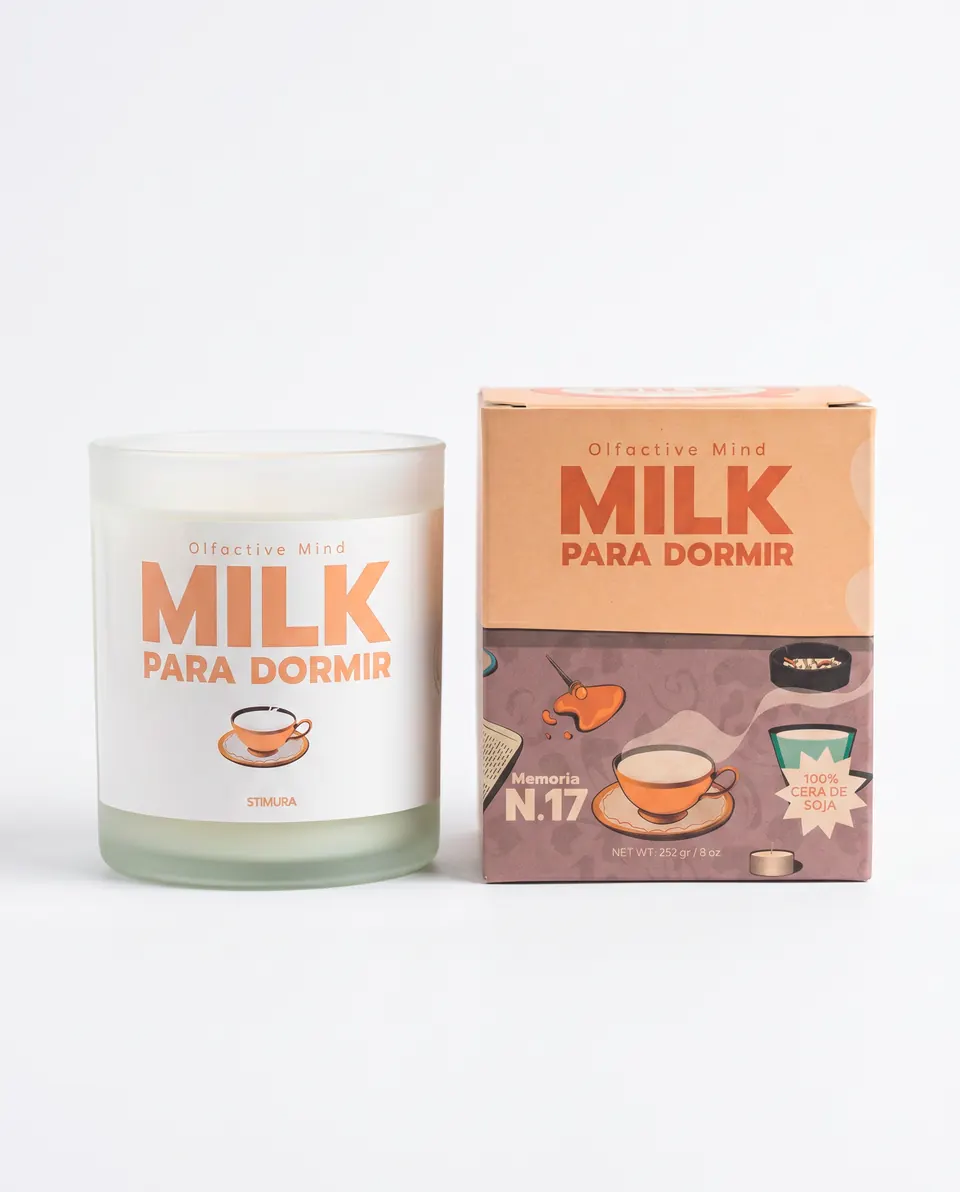 Olfactive Mind
MILK
PARA DORMIR
STIMURA
MILK
Olfactive Mind
MILK
PARA DORMIR
Memoria
N.17
100%
CERA DE
SOJA
NET WT: 252 gr / 8 oz